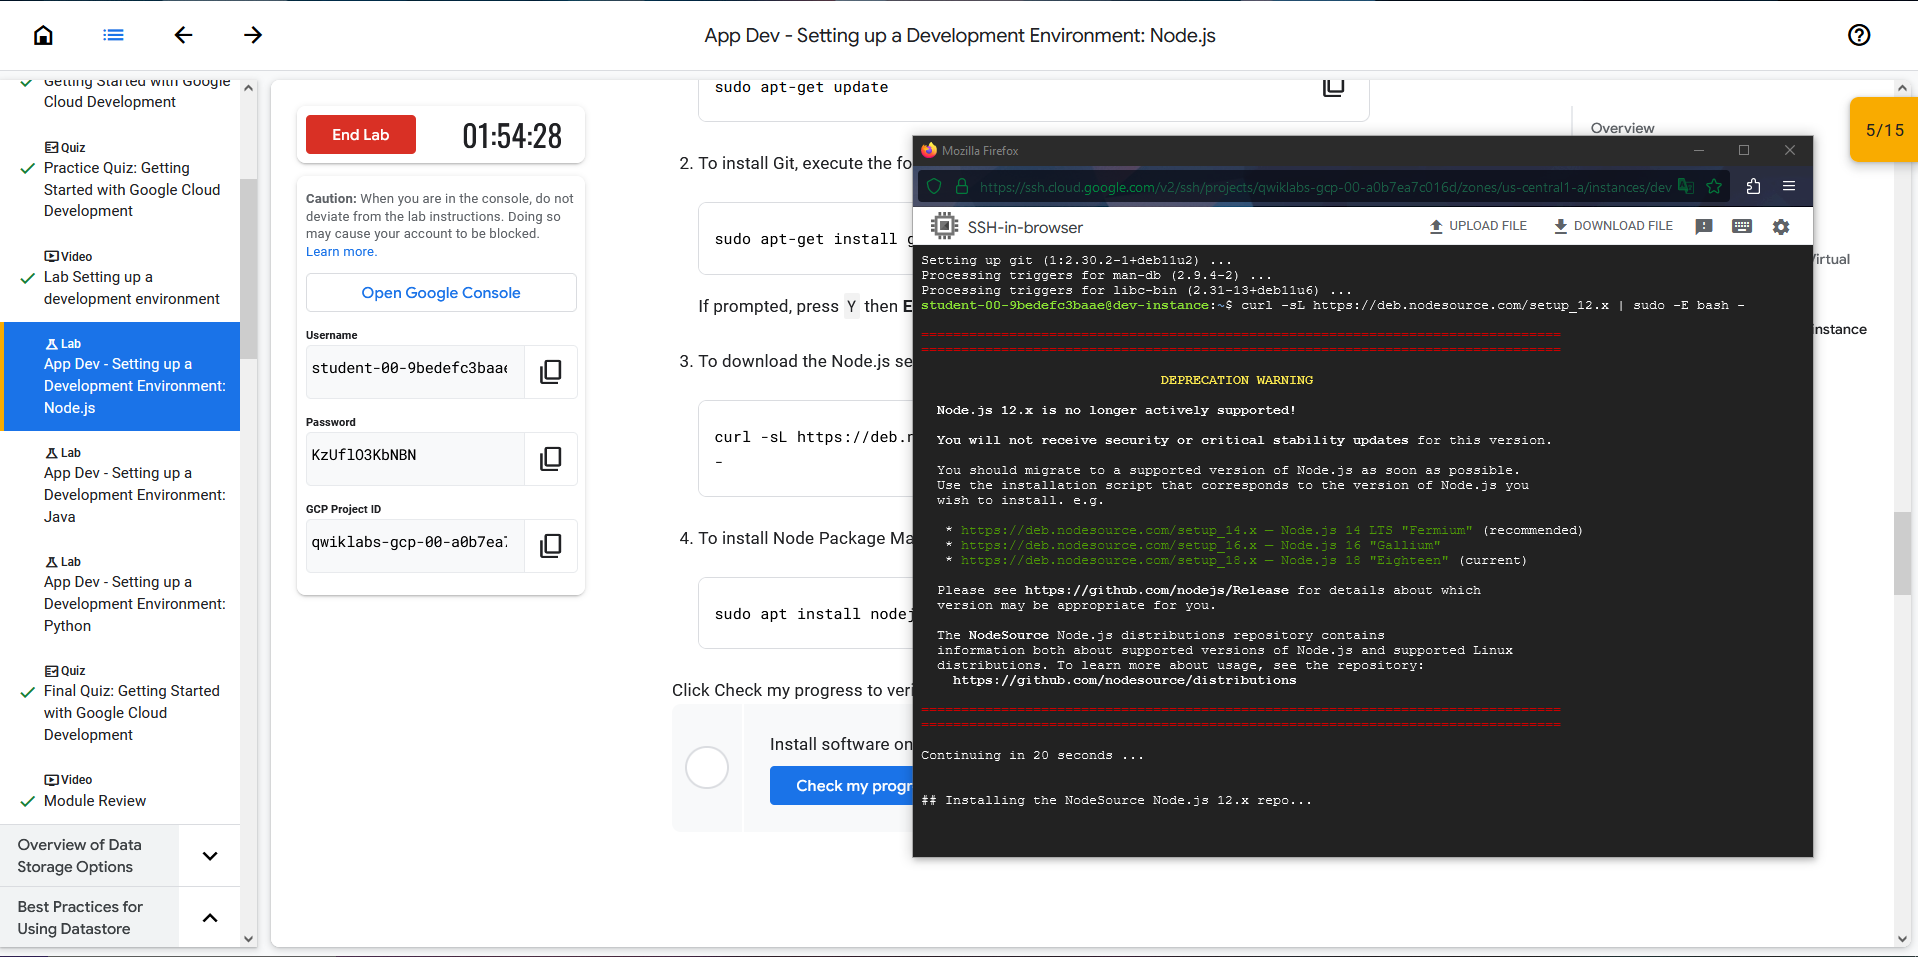 App Dev - Setting up a Development Environment: Node.js
Getting Started with Google
Cloud Development
Quiz
Practice Quiz: Getting
Started with Google Cloud
Development
Video
Lab Setting up a
development environment
Lab
App Dev - Setting up a
Development Environment:
Node.js
Lab
App Dev - Setting up a
Development Environment:
Java
Lab
App Dev - Setting up a
Development Environment:
Python
Quiz
Final Quiz: Getting Started
with Google Cloud
Development
Video
Module Review
Overview of Data
Storage Options
Best Practices for
Using Datastore
End Lab
01:54:28
Caution: When you are in the console, do not
deviate from the lab instructions. Doing so
may cause your account to be blocked.
Learn more.
Open Google Console
Username
student-00-9bedefc3baae
Password
KzUflO3KbNBN
GCP Project ID
qwiklabs-gcp-00-a0b7ea7
sudo apt-get update
2. To install Git, execute the fo
sudo apt-get install g
If prompted, press Y then E
3. To download the Node.js se
curl -sL https://deb.n
-
4. To install Node Package Ma
sudo apt install nodej
Click Check my progress to veri
Install software on
Check my progr
Overview
5/15
Virtual
instance
Mozilla Firefox
https://ssh.cloud.google.com/v2/ssh/projects/qwiklabs-gcp-00-a0b7ea7c016d/zones/us-central1-a/instances/dev
SSH-in-browser
UPLOAD FILE
DOWNLOAD FILE
Setting up git (1:2.30.2-1+deb11u2) ...
Processing triggers for man-db (2.9.4-2) ...
Processing triggers for libc-bin (2.31-13+deb11u6) ...
student-00-9bedefc3baae@dev-instance:~$ curl -sL https://deb.nodesource.com/setup_12.x | sudo -E bash -
================================================================================
================================================================================
DEPRECATION WARNING
Node.js 12.x is no longer actively supported!
You will not receive security or critical stability updates for this version.
You should migrate to a supported version of Node.js as soon as possible.
Use the installation script that corresponds to the version of Node.js you
wish to install. e.g.
* https://deb.nodesource.com/setup_14.x — Node.js 14 LTS "Fermium" (recommended)
* https://deb.nodesource.com/setup_16.x — Node.js 16 "Gallium"
* https://deb.nodesource.com/setup_18.x — Node.js 18 "Eighteen" (current)
Please see https://github.com/nodejs/Release for details about which
version may be appropriate for you.
The NodeSource Node.js distributions repository contains
information both about supported versions of Node.js and supported Linux
distributions. To learn more about usage, see the repository:
https://github.com/nodesource/distributions
================================================================================
================================================================================
Continuing in 20 seconds ...
## Installing the NodeSource Node.js 12.x repo...